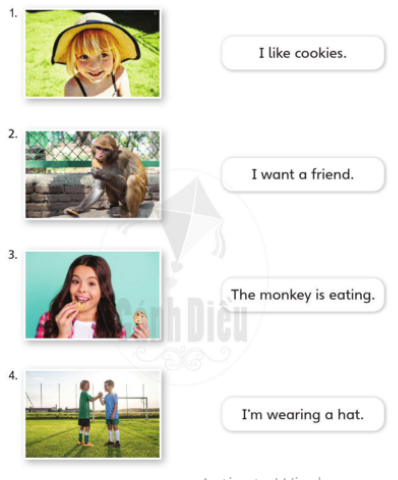 1.
I like cookies.
2.
I want a friend.
3.
The monkey is eating.
Cánh Diều
4.
I'm wearing a hat.